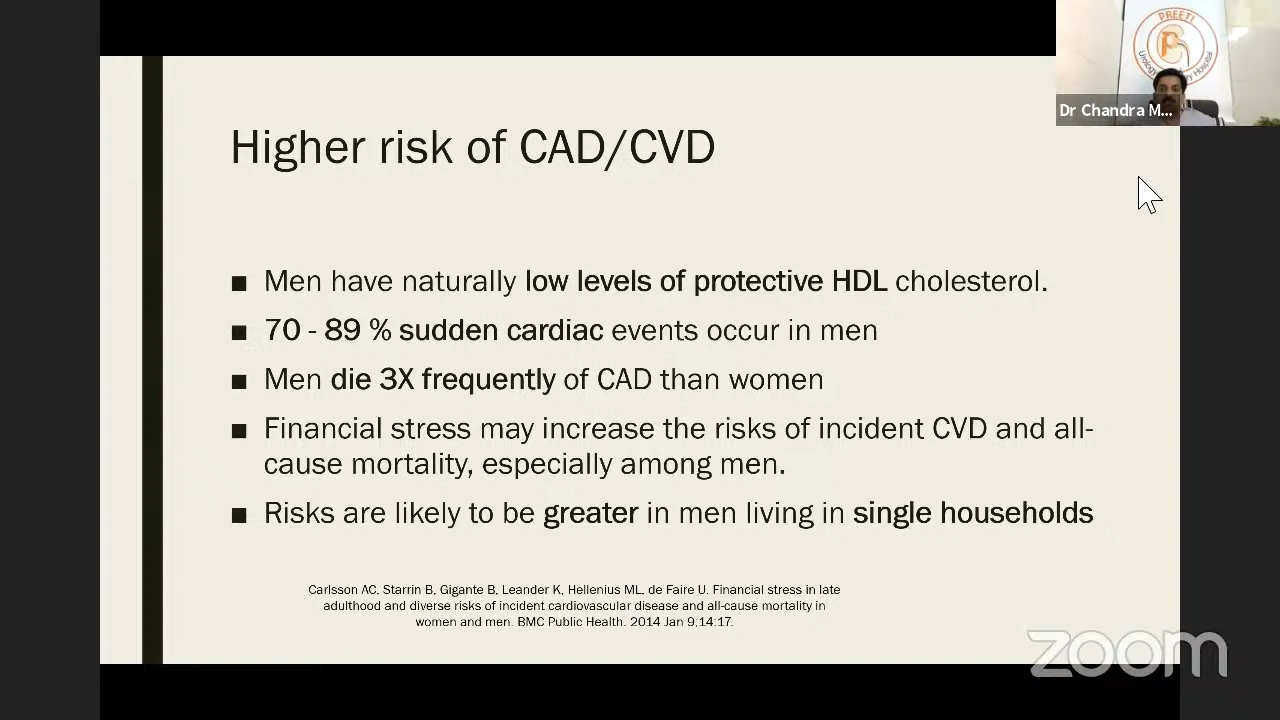 PREETI
Dr Chandra M...
Higher risk of CAD/CVD
■ Men have naturally low levels of protective HDL cholesterol.
■ 70 - 89 % sudden cardiac events occur in men
■ Men die 3X frequently of CAD than women
■ Financial stress may increase the risks of incident CVD and all-
cause mortality, especially among men.
■ Risks are likely to be greater in men living in single households
Carlsson AC, Starrin B, Gigante B, Leander K, Hellenius ML, de Faire U. Financial stress in late
adulthood and diverse risks of incident cardiovascular disease and all-cause mortality in
women and men. BMC Public Health. 2014 Jan 9;14:17.
zoom